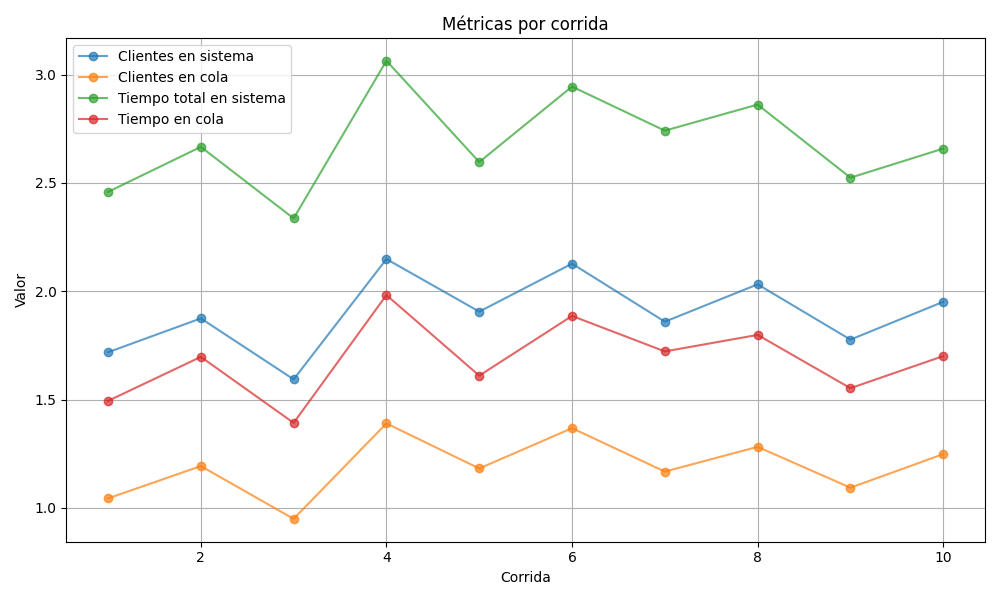 Métricas por corrida
Clientes en sistema
Clientes en cola
Tiempo total en sistema
Tiempo en cola
Valor
3.0
2.5
2.0
1.5
1.0
2 4 6 8 10
Corrida